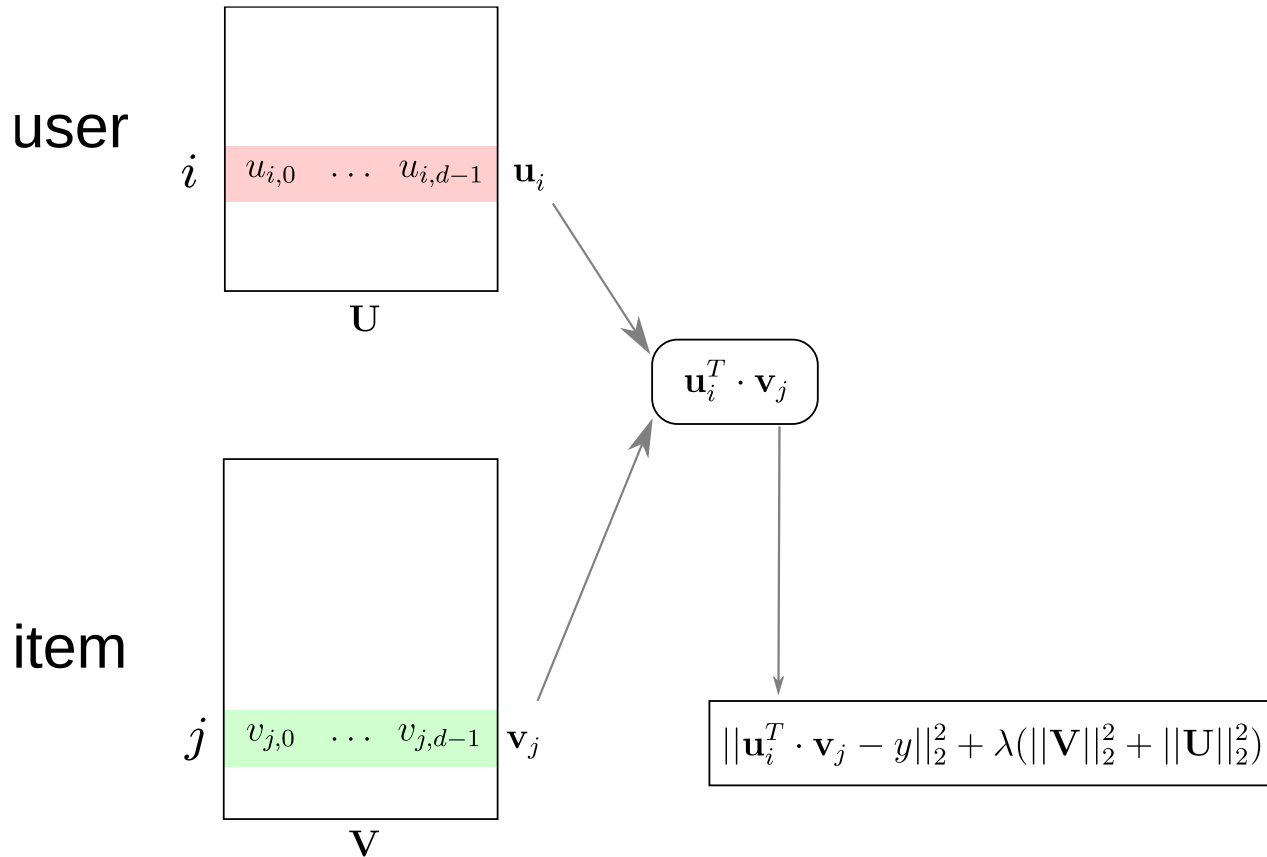 user
i u_{i,0} … u_{i,d−1} 𝐮_i
𝐔
𝐮_i^T · 𝐯_j
item
j v_{j,0} … v_{j,d−1} 𝐯_j
||𝐮_i^T · 𝐯_j − y||_2^2 + λ(||𝐕||_2^2 + ||𝐔||_2^2)
𝐕